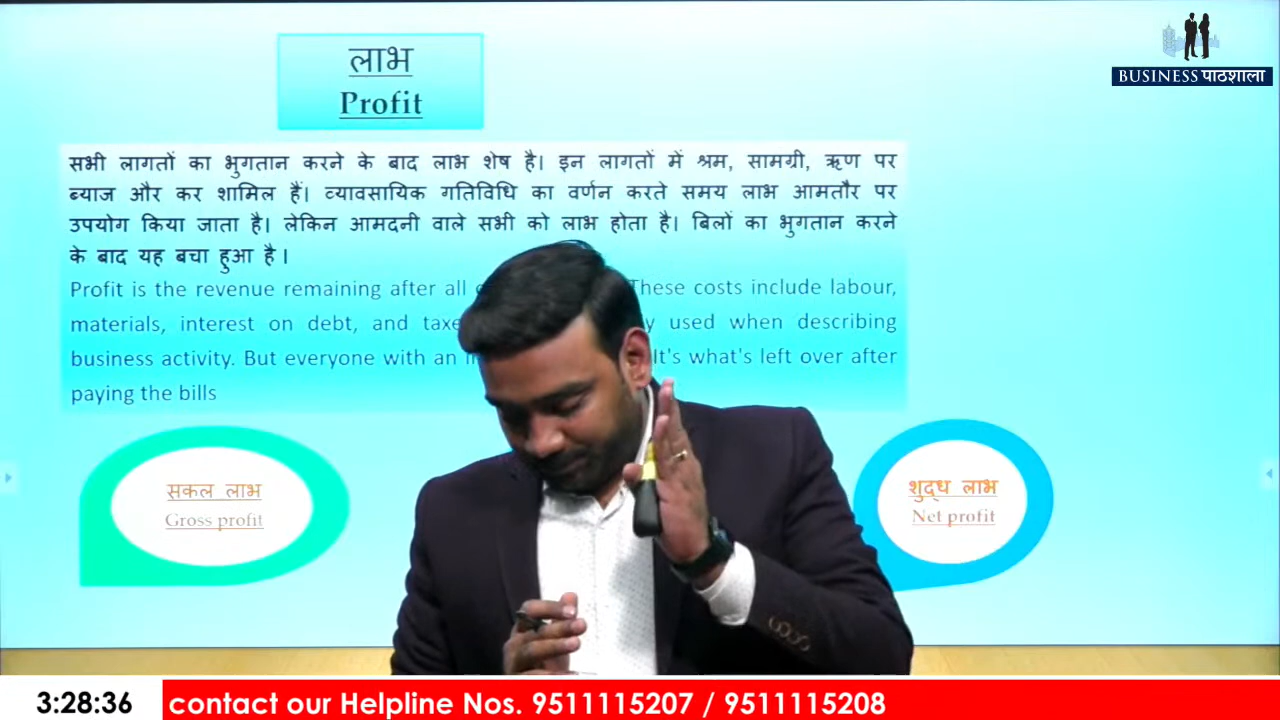 लाभ
Profit
BUSINESS पाठशाला
सभी लागतों का भुगतान करने के बाद लाभ शेष है। इन लागतों में श्रम, सामग्री, ऋण पर
ब्याज और कर शामिल हैं। व्यावसायिक गतिविधि का वर्णन करते समय लाभ आमतौर पर
उपयोग किया जाता है। लेकिन आमदनी वाले सभी को लाभ होता है। बिलों का भुगतान करने
के बाद यह बचा हुआ है।
Profit is the revenue remaining after all These costs include labour,
materials, interest on debt, and used when describing
business activity. But everyone with an It's what's left over after
paying the bills
सकल लाभ
Gross profit
शुद्ध लाभ
Net profit
3:28:36 contact our Helpline Nos. 9511115207 / 9511115208